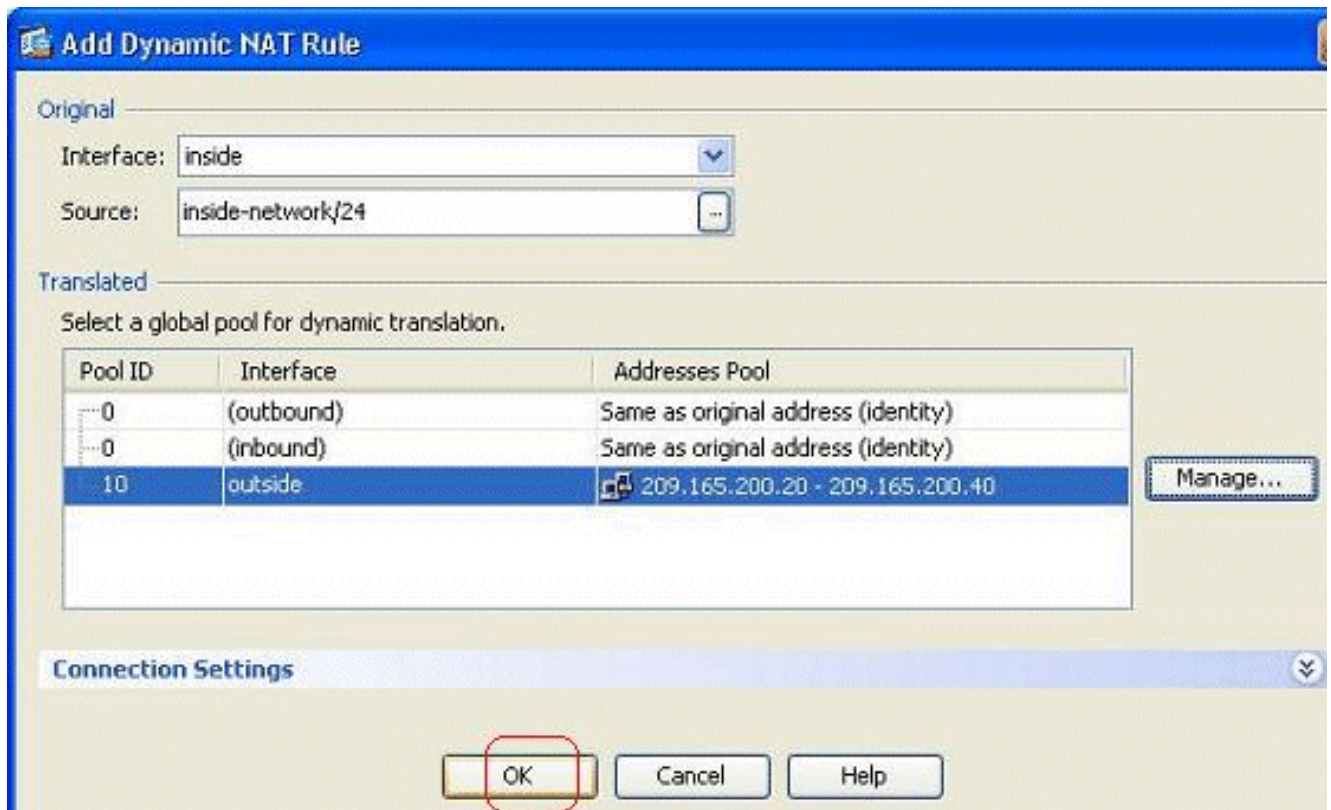 Add Dynamic NAT Rule
Original
Interface: inside
Source: inside-network/24
...
Translated
Select a global pool for dynamic translation.
Pool ID Interface Addresses Pool
0 (outbound) Same as original address (identity)
0 (inbound) Same as original address (identity)
10 outside 209.165.200.20 - 209.165.200.40
Manage...
Connection Settings
OK Cancel Help